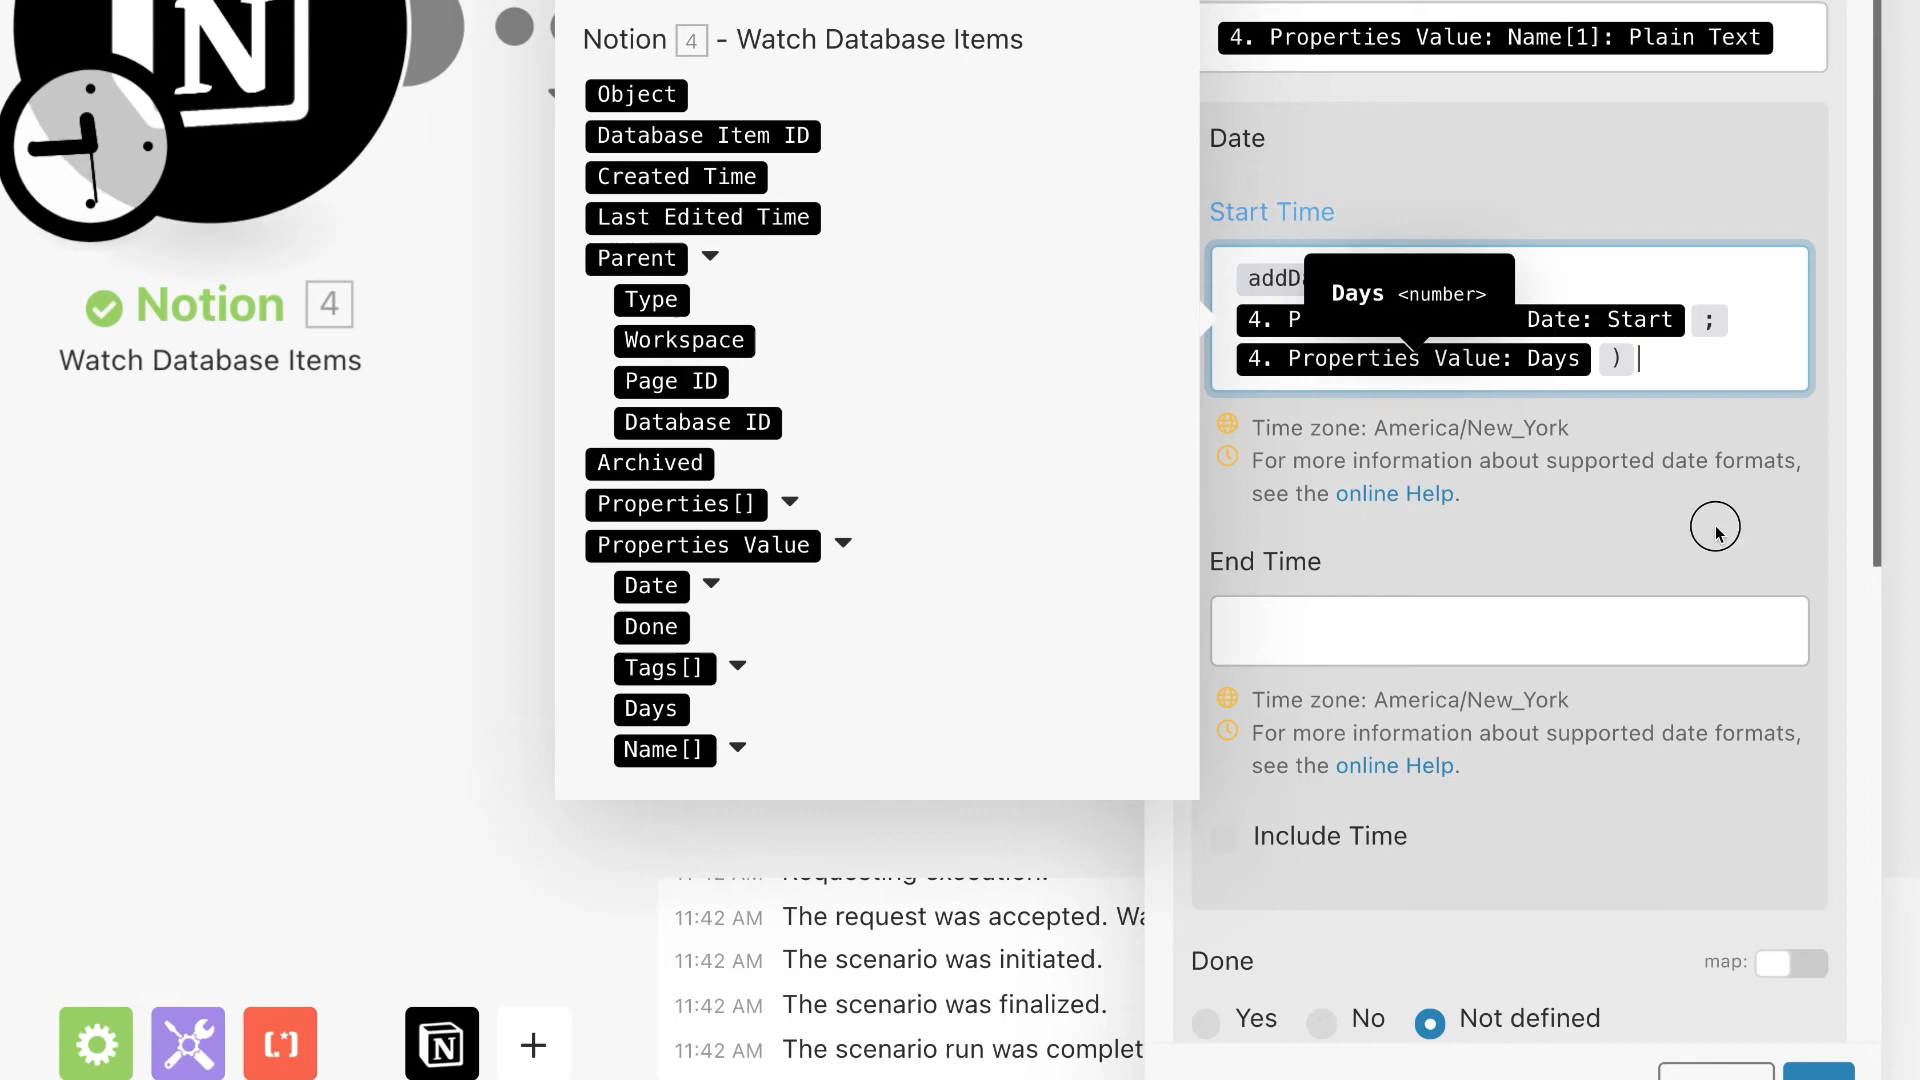 Notion 4 - Watch Database Items
Object
Database Item ID
Created Time
Last Edited Time
Parent
Type
Workspace
Page ID
Database ID
Archived
Properties[]
Properties Value
Date
Done
Tags[]
Days
Name[]
Notion 4
Watch Database Items
4. Properties Value: Name[1]: Plain Text
Date
Start Time
Days <number>
Date: Start ;
4. Properties Value: Days )
Time zone: America/New_York
For more information about supported date formats,
see the online Help.
End Time
Time zone: America/New_York
For more information about supported date formats,
see the online Help.
Include Time
Done
map:
Yes No Not defined
11:42 AM Requesting execution.
11:42 AM The request was accepted.
11:42 AM The scenario was initiated.
11:42 AM The scenario was finalized.
11:42 AM The scenario run was complet
[.*]
N
+